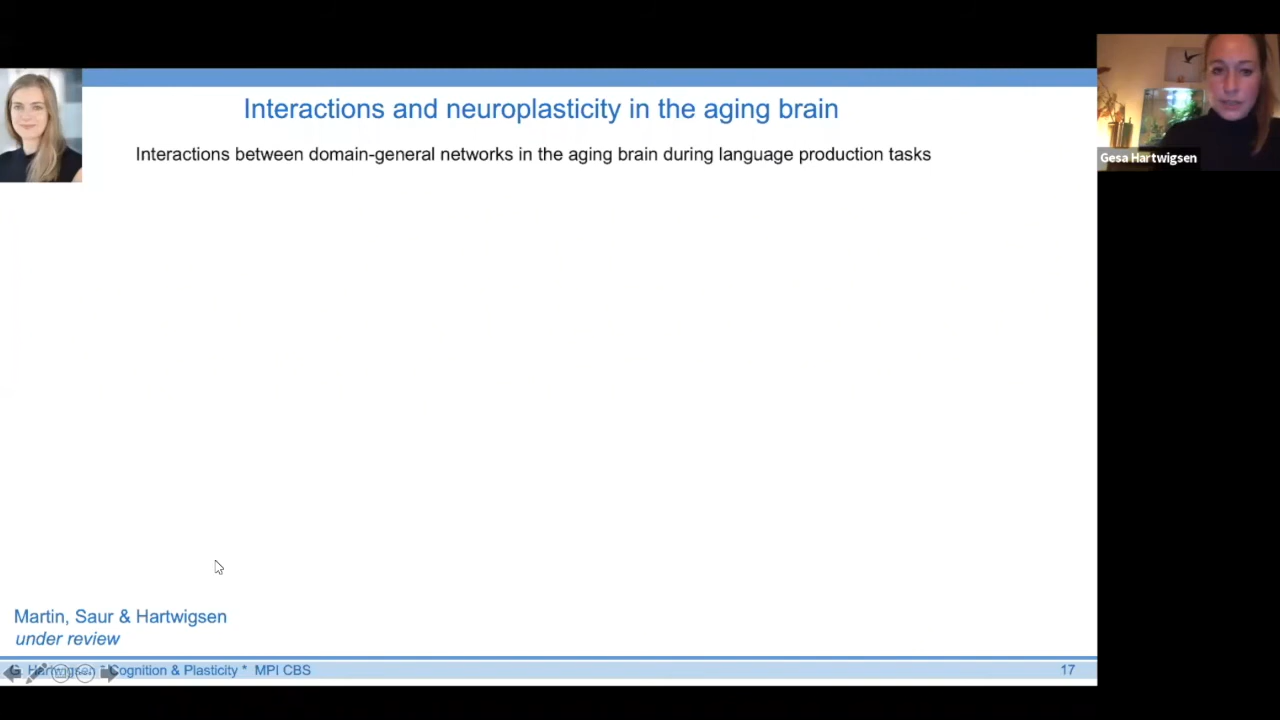 Interactions and neuroplasticity in the aging brain
Interactions between domain-general networks in the aging brain during language production tasks
Gesa Hartwigsen
Martin, Saur & Hartwigsen
under review
G. Hartwigsen * Cognition & Plasticity * MPI CBS
17